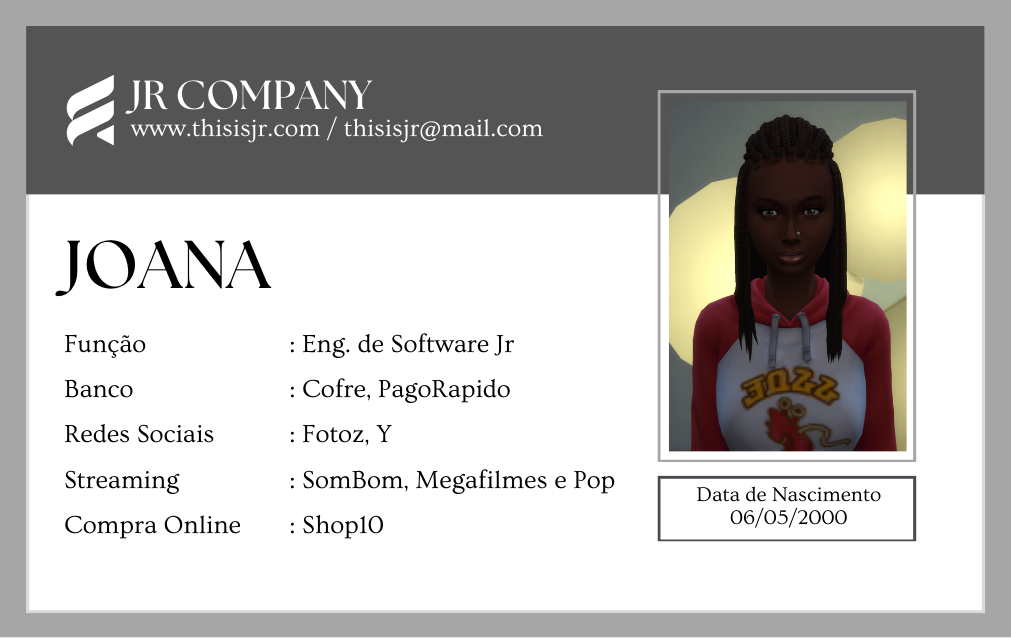 JR COMPANY
www.thisisjr.com / thisisjr@mail.com
JOANA
Função : Eng. de Software Jr
Banco : Cofre, PagoRapido
Redes Sociais : Fotoz, Y
Streaming : SomBom, Megafilmes e Pop
Compra Online : Shop10
JAZZ
Data de Nascimento
06/05/2000